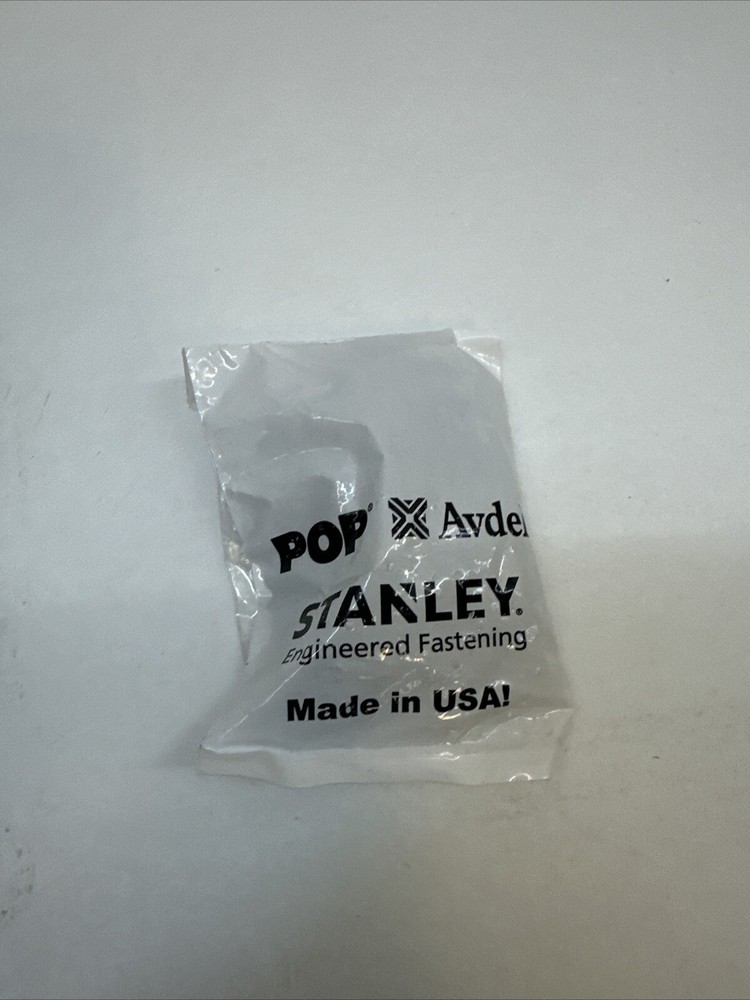 POP® Avdel
STANLEY®
Engineered Fastening
Made in USA!